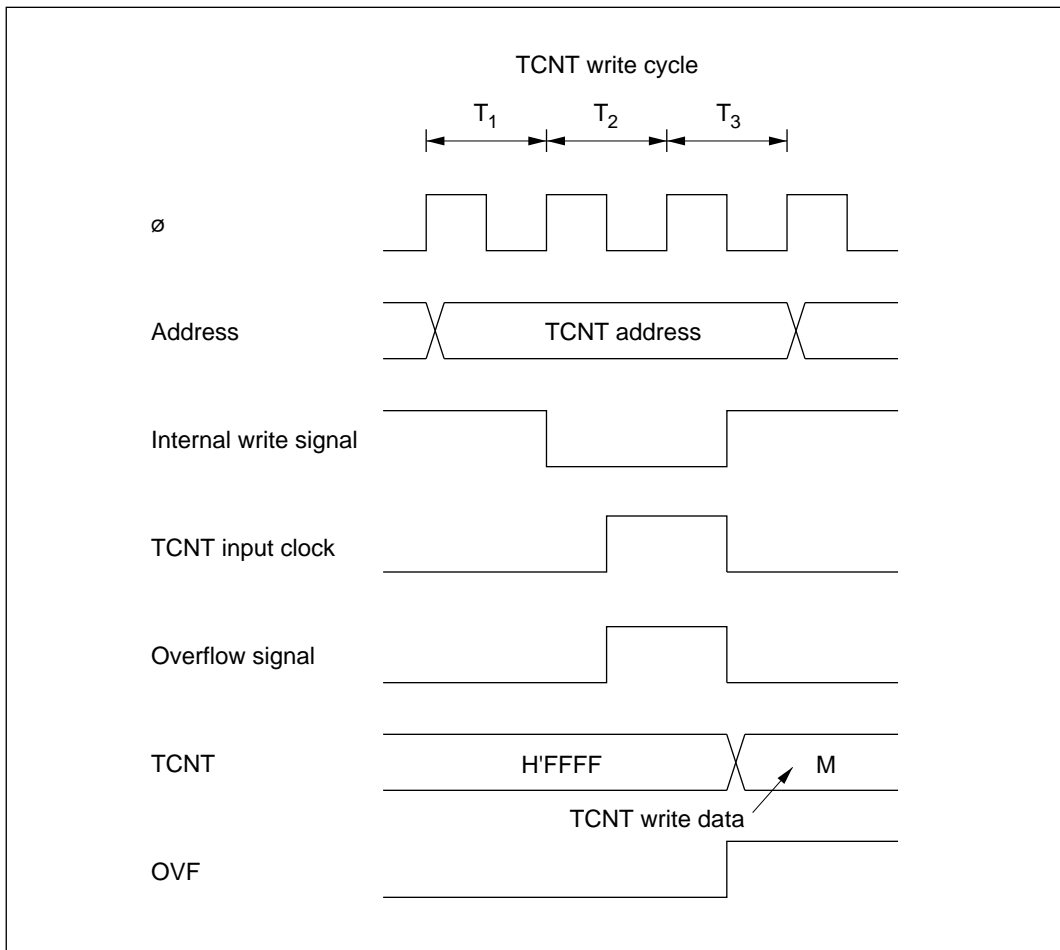 TCNT write cycle
T1 T2 T3
ø
Address TCNT address
Internal write signal
TCNT input clock
Overflow signal
TCNT H'FFFF M
TCNT write data
OVF